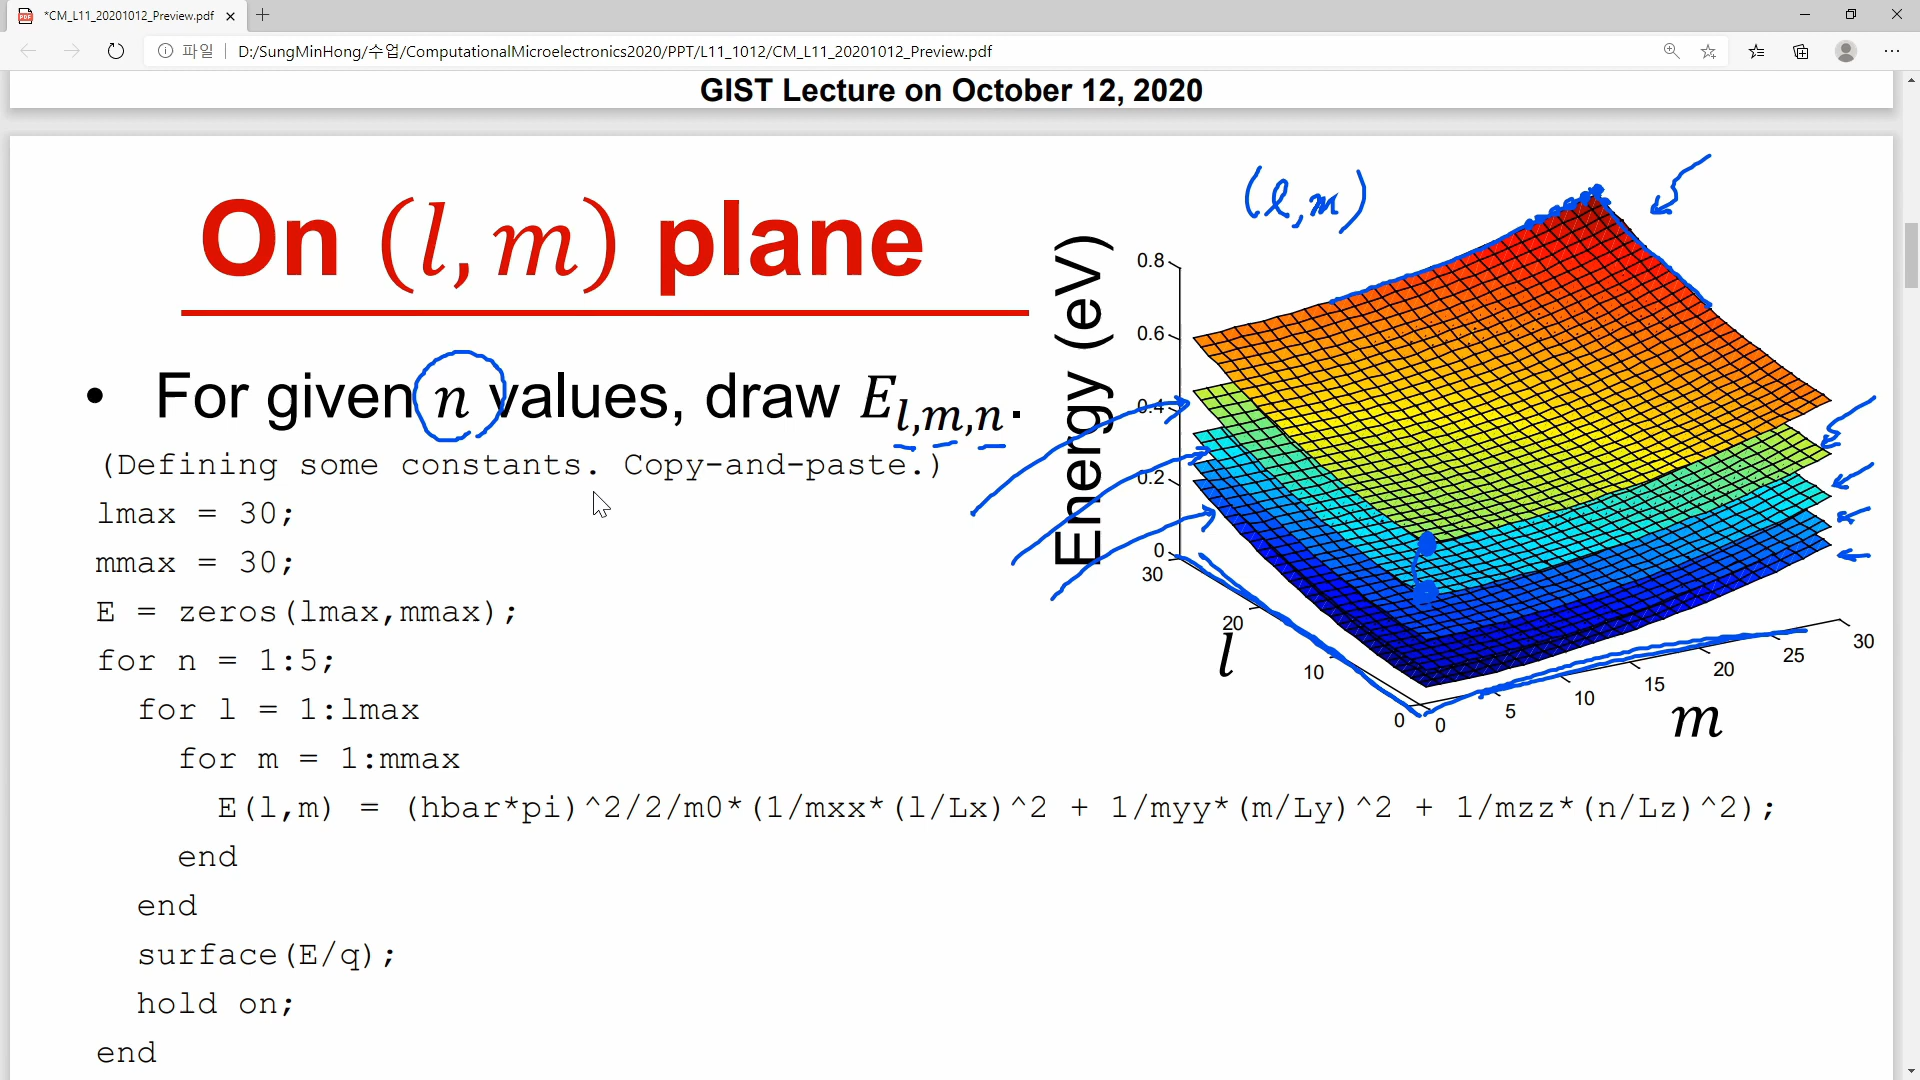 *CM_L11_20201012_Preview.pdf
파일 D:/SungMinHong/수업/ComputationalMicroelectronics2020/PPT/L11_1012/CM_L11_20201012_Preview.pdf
GIST Lecture on October 12, 2020
On (l, m) plane
• For given n values, draw E_{l,m,n}.
(Defining some constants. Copy-and-paste.)
lmax = 30;
mmax = 30;
E = zeros(lmax,mmax);
for n = 1:5;
for l = 1:lmax
for m = 1:mmax
E(l,m) = (hbar*pi)^2/2/m0*(1/mxx*(l/Lx)^2 + 1/myy*(m/Ly)^2 + 1/mzz*(n/Lz)^2);
end
end
surface(E/q);
hold on;
end
(l,m)
Energy (eV)
0.8
0.6
0.4
0.2
0
30
20
10
0
l
0
5
10
15
20
25
30
m